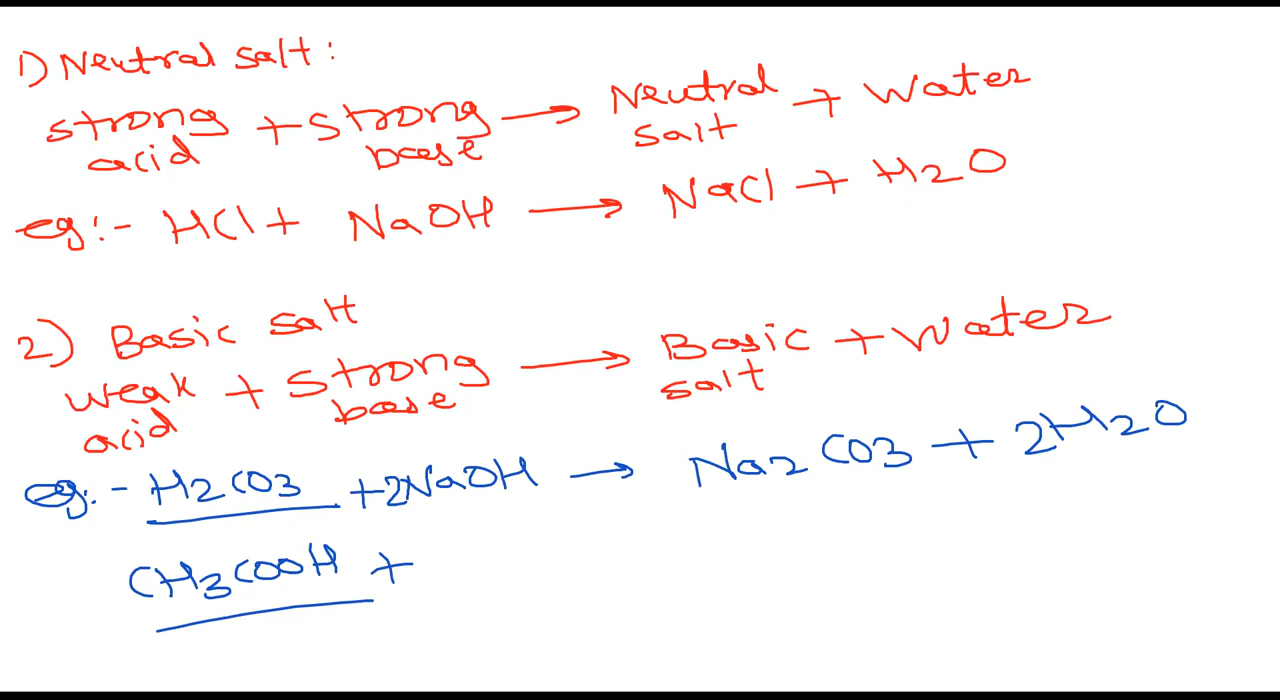 1) Neutral salt:
strong acid + strong base → Neutral salt + Water
eg:- HCl + NaOH → NaCl + H2O
2) Basic salt
weak acid + strong base → Basic salt + Water
eg:- H2CO3 + 2NaOH → Na2CO3 + 2H2O
CH3COOH +